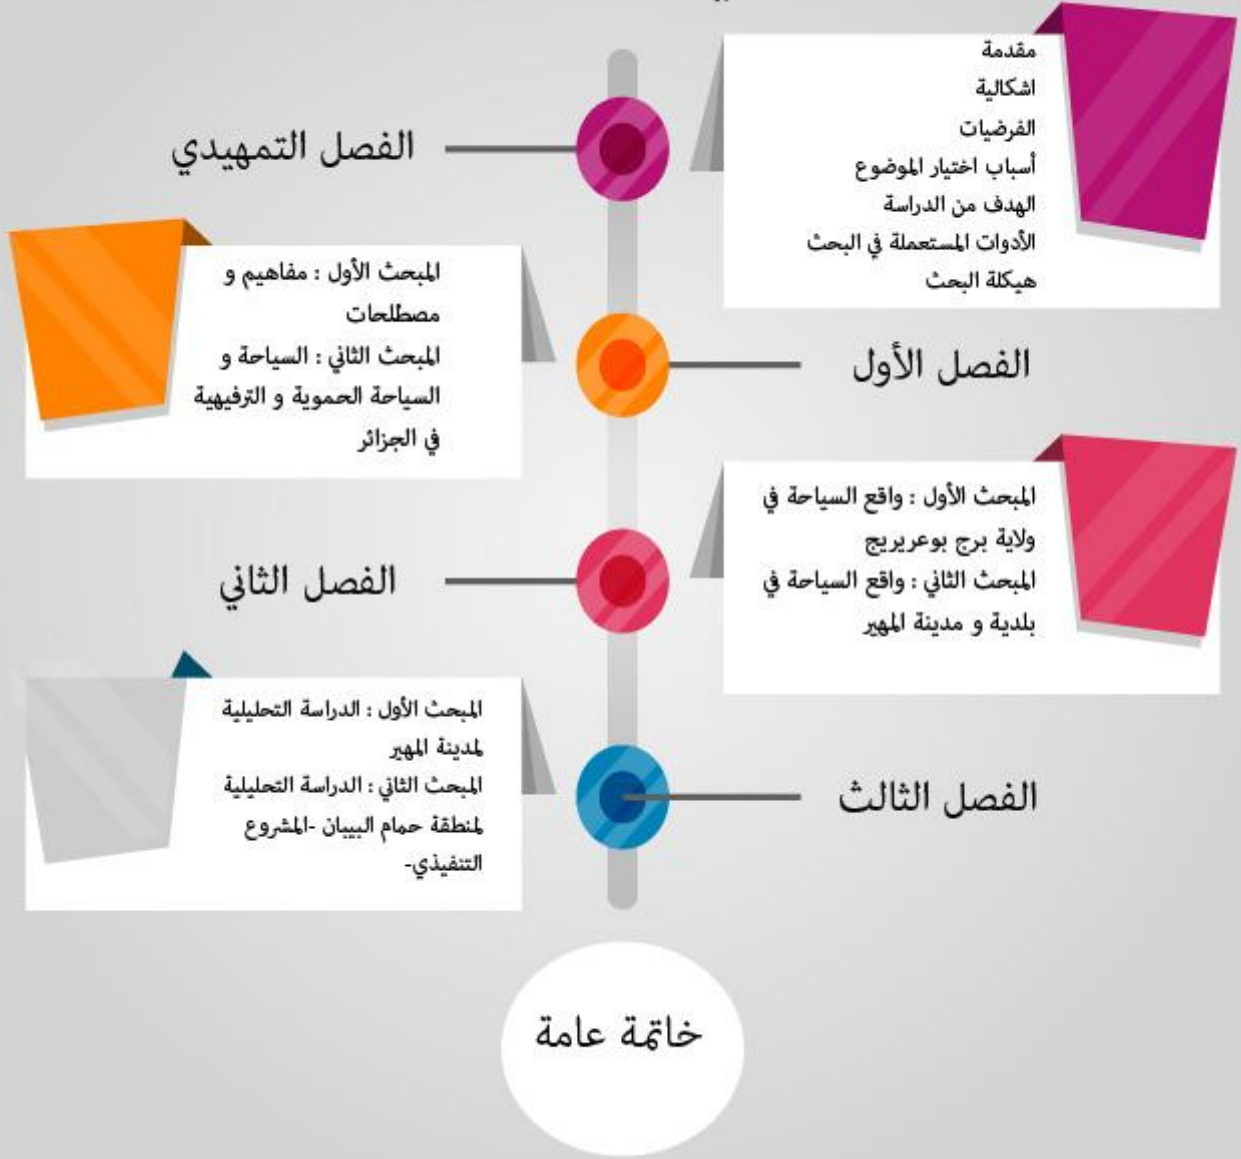 الفصل التمهيدي
مقدمة
اشكالية
الفرضيات
أسباب اختيار الموضوع
الهدف من الدراسة
الأدوات المستعملة في البحث
هيكلة البحث
الفصل الأول
المبحث الأول : مفاهيم و
مصطلحات
المبحث الثاني : السياحة و
السياحة الحموية و الترفيهية
في الجزائر
الفصل الثاني
المبحث الأول : واقع السياحة في
ولاية برج بوعريريج
المبحث الثاني : واقع السياحة في
بلدية و مدينة المهير
الفصل الثالث
المبحث الأول : الدراسة التحليلية
لمدينة المهير
المبحث الثاني : الدراسة التحليلية
لمنطقة حمام البيبان -المشروع
التنفيذي-
خاتمة عامة